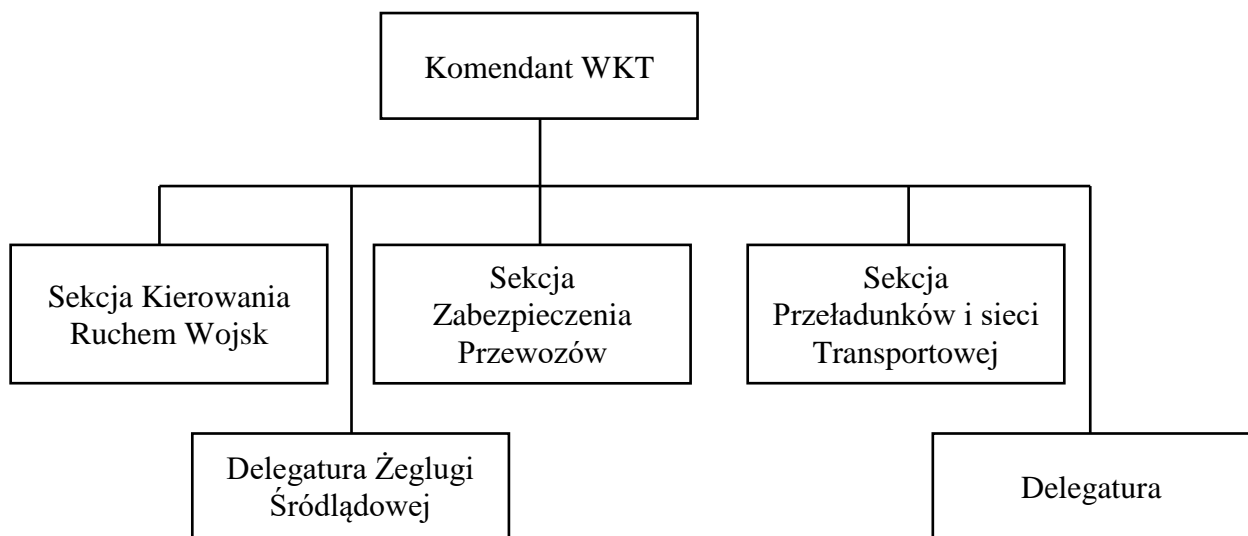 Komendant WKT
Sekcja Kierowania
Ruchem Wojsk
Sekcja
Zabezpieczenia
Przewozów
Sekcja
Przeładunków i sieci
Transportowej
Delegatura Żeglugi
Śródlądowej
Delegatura